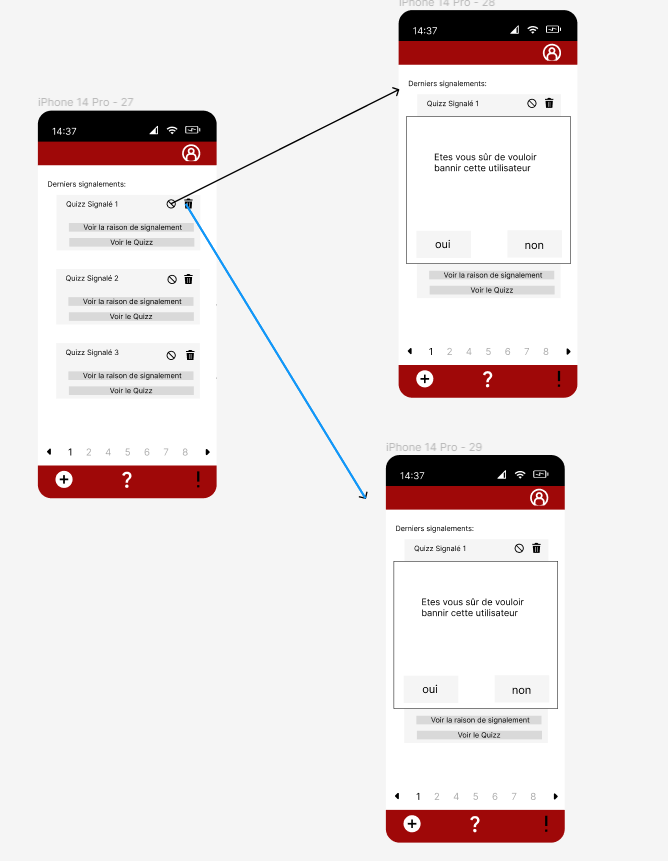 iPhone 14 Pro - 28
14:37
Derniers signalements:
Quizz Signalé 1
Etes vous sûr de vouloir
bannir cette utilisateur
oui non
Voir la raison de signalement
Voir le Quizz
1 2 3 4 5 6 7 8
?
!
iPhone 14 Pro - 27
14:37
Derniers signalements:
Quizz Signalé 1
Voir la raison de signalement
Voir le Quizz
Quizz Signalé 2
Voir la raison de signalement
Voir le Quizz
Quizz Signalé 3
Voir la raison de signalement
Voir le Quizz
1 2 3 4 5 6 7 8
?
!
iPhone 14 Pro - 29
14:37
Derniers signalements:
Quizz Signalé 1
Etes vous sûr de vouloir
bannir cette utilisateur
oui non
Voir la raison de signalement
Voir le Quizz
1 2 3 4 5 6 7 8
?
!